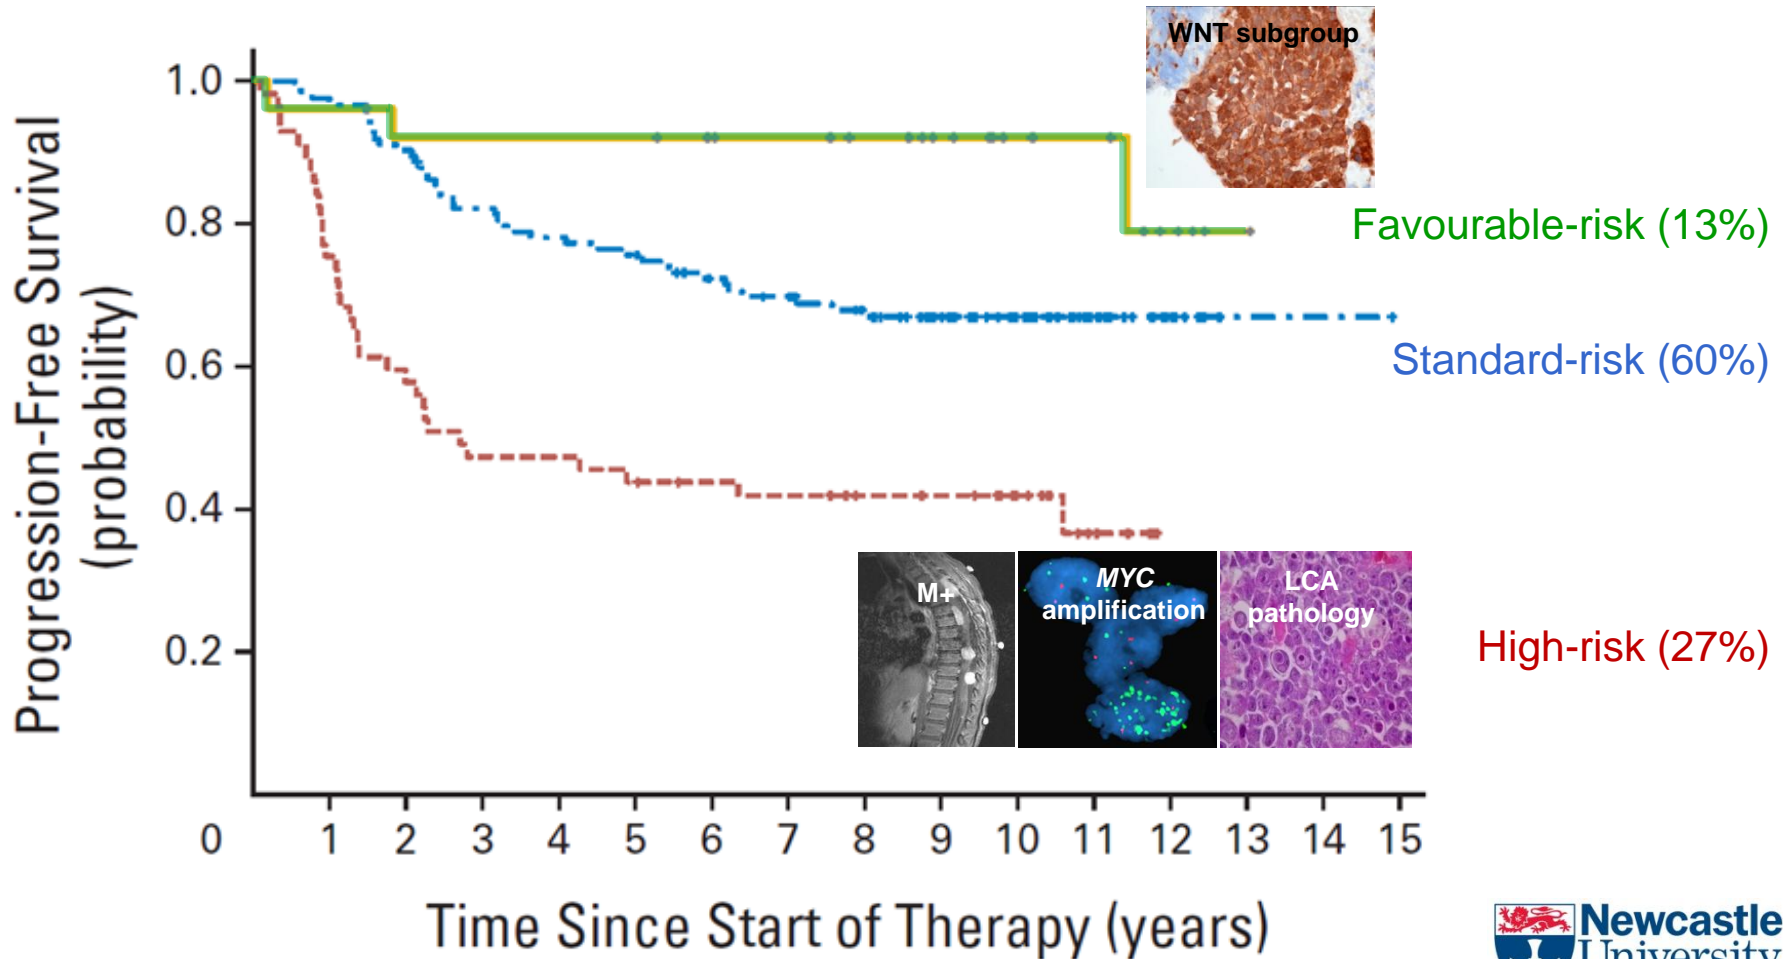 WNT subgroup
Progression-Free Survival
(probability)
1.0
0.8
0.6
0.4
0.2
0
Favourable-risk (13%)
Standard-risk (60%)
High-risk (27%)
M+
MYC
amplification
LCA
pathology
1 2 3 4 5 6 7 8 9 10 11 12 13 14 15
Time Since Start of Therapy (years)
Newcastle
University